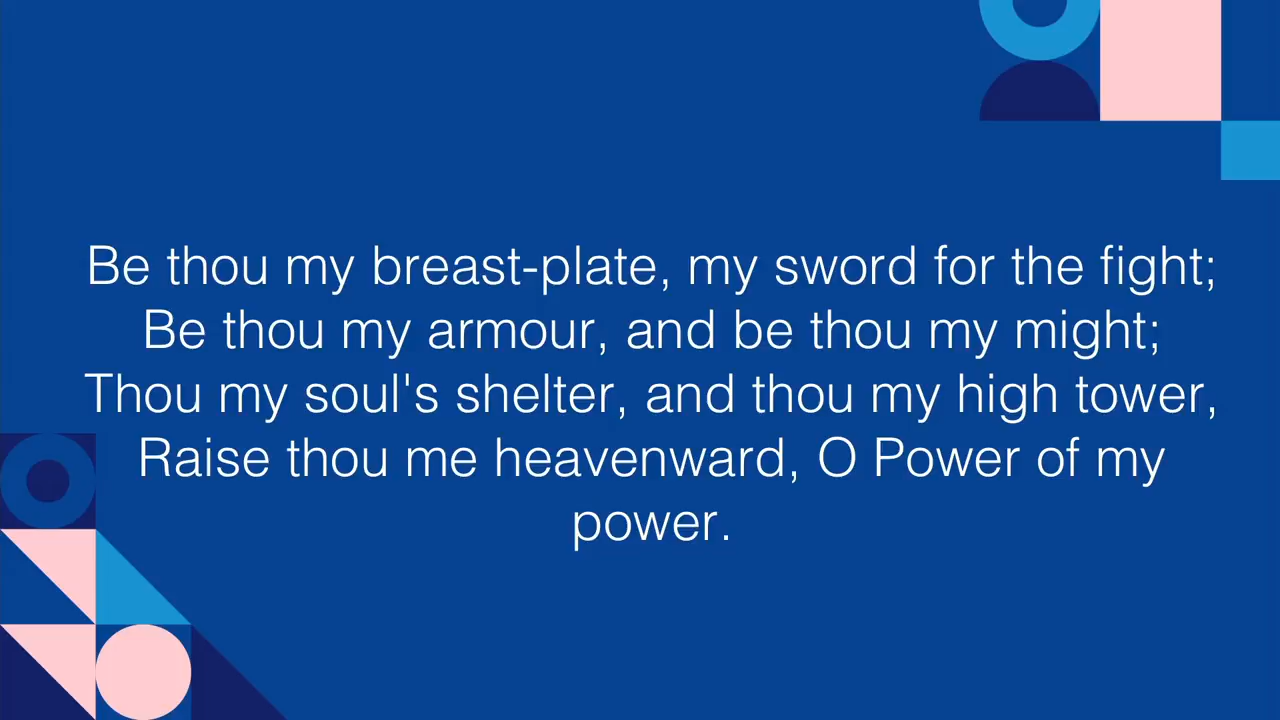 Be thou my breast-plate, my sword for the fight;
Be thou my armour, and be thou my might;
Thou my soul's shelter, and thou my high tower,
Raise thou me heavenward, O Power of my
power.